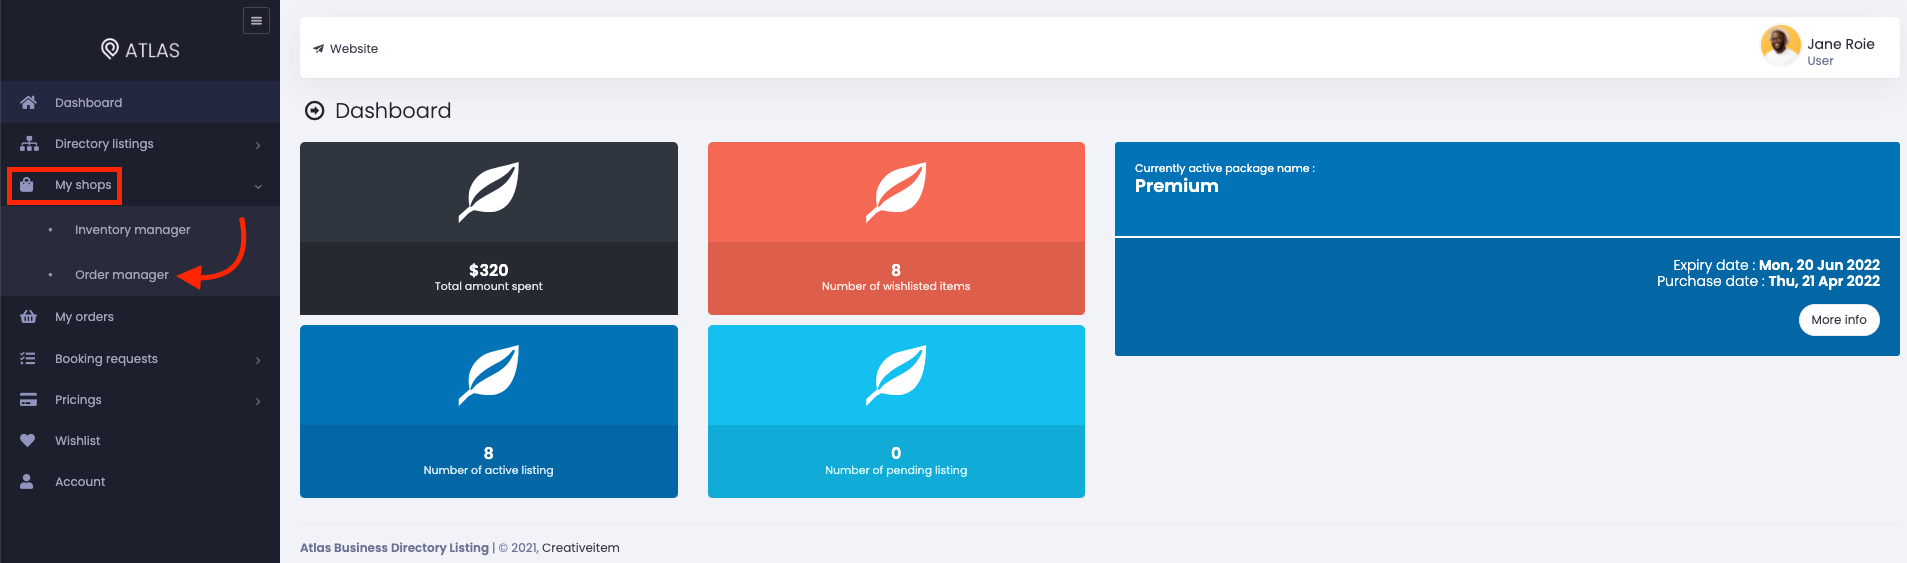 ATLAS
Dashboard
Directory listings
My shops
Inventory manager
Order manager
My orders
Booking requests
Pricings
Wishlist
Account
Website
Jane Roie
User
Dashboard
$320
Total amount spent
8
Number of wishlisted items
8
Number of active listing
0
Number of pending listing
Currently active package name :
Premium
Expiry date : Mon, 20 Jun 2022
Purchase date : Thu, 21 Apr 2022
More info
Atlas Business Directory Listing | © 2021, Creativeitem